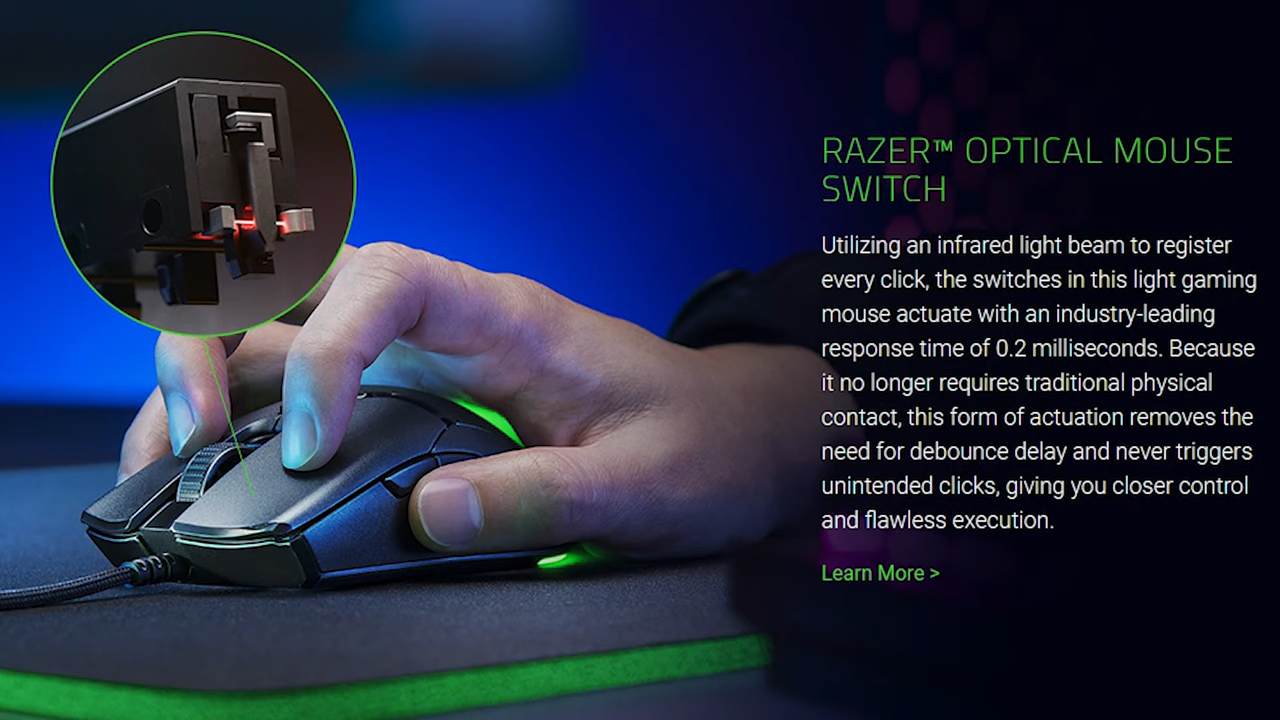 RAZER™ OPTICAL MOUSE
SWITCH
Utilizing an infrared light beam to register
every click, the switches in this light gaming
mouse actuate with an industry-leading
response time of 0.2 milliseconds. Because
it no longer requires traditional physical
contact, this form of actuation removes the
need for debounce delay and never triggers
unintended clicks, giving you closer control
and flawless execution.
Learn More >